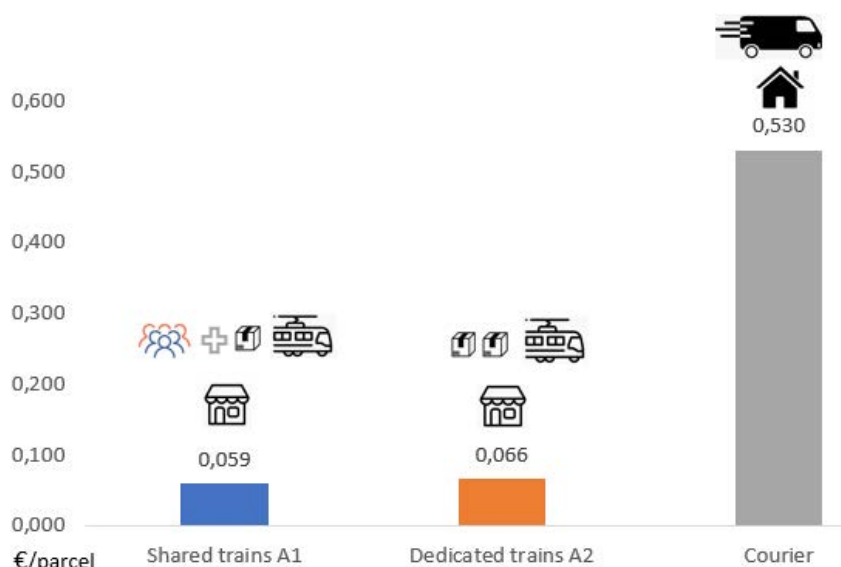 0,600
0,530
0,500
0,400
0,300
0,200
0,100
0,059
0,066
0,000
€/parcel
Shared trains A1
Dedicated trains A2
Courier